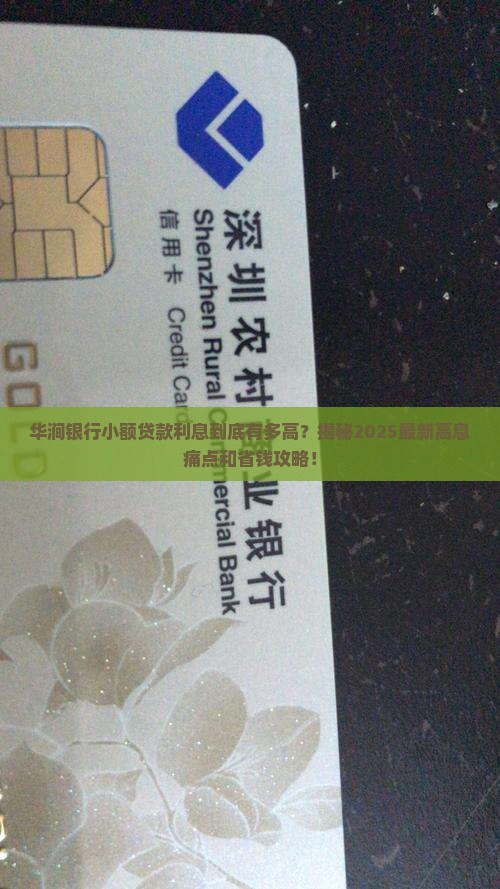 深圳农村商业银行
Shenzhen Rural Commercial Bank
信用卡 Credit Card
GOLD
华润银行小额贷款利息到底有多高？揭秘2025最新高息
痛点和省钱攻略！